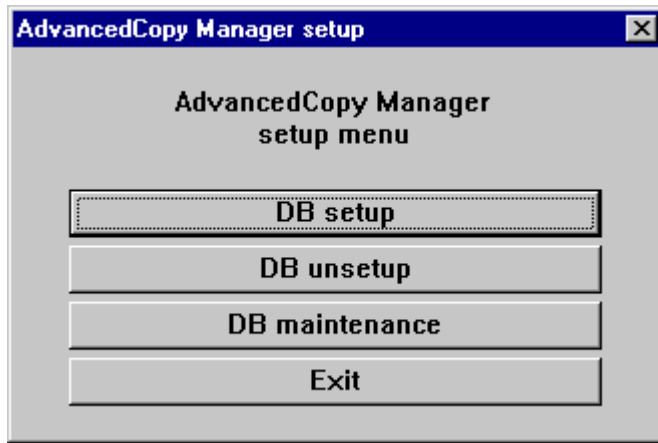 AdvancedCopy Manager setup
AdvancedCopy Manager
setup menu
DB setup
DB unsetup
DB maintenance
Exit